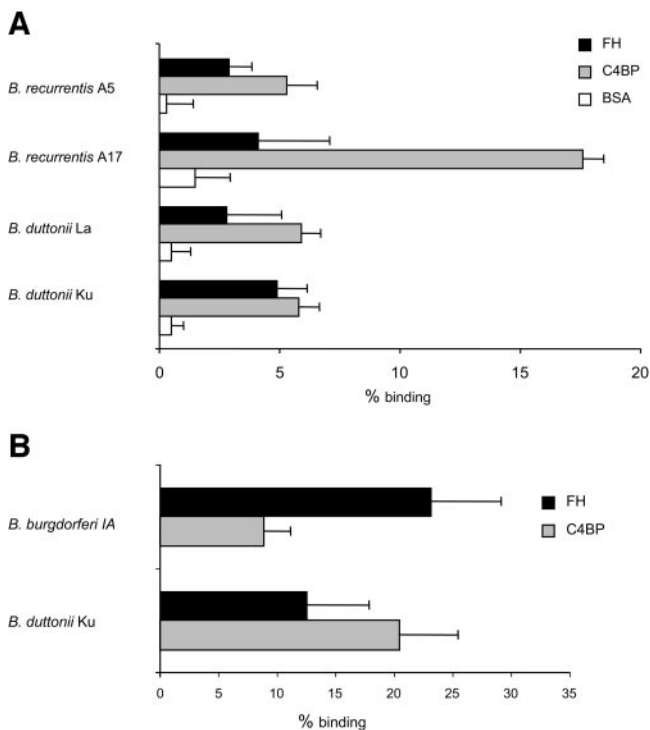 A
FH
C4BP
BSA
B. recurrentis A5
B. recurrentis A17
B. duttonii La
B. duttonii Ku
0 5 10 15 20
% binding
B
FH
C4BP
B. burgdorferi IA
B. duttonii Ku
0 5 10 15 20 25 30 35
% binding